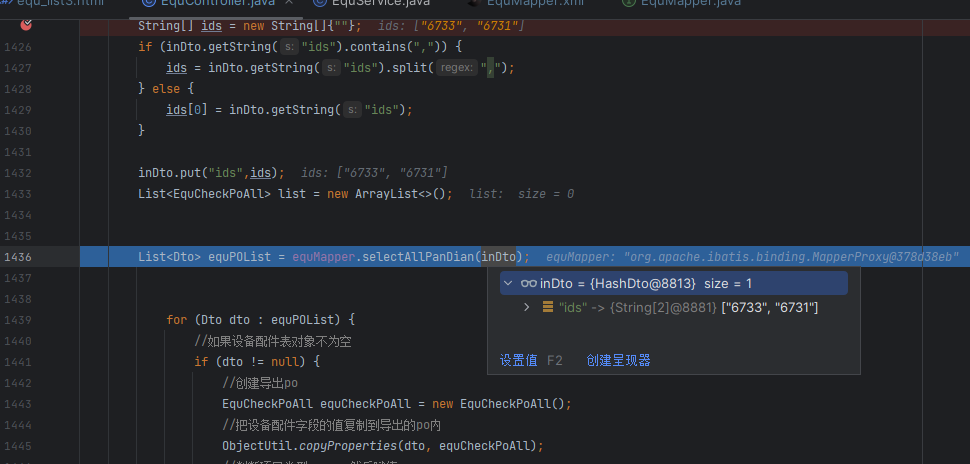 equ_list3.html EquController.java EquService.java EquMapper.xml EquMapper.java
String[] ids = new String[]{""}; ids: ["6733", "6731"]
1426 if (inDto.getString( s: "ids").contains(",")) {
1427 ids = inDto.getString( s: "ids").split( regex: ",");
1428 } else {
1429 ids[0] = inDto.getString( s: "ids");
1430 }
1431
1432 inDto.put("ids",ids); ids: ["6733", "6731"]
1433 List<EquCheckPoAll> list = new ArrayList<>(); list: size = 0
1434
1435
1436 List<Dto> equPOList = equMapper.selectAllPanDian(inDto); equMapper: "org.apache.ibatis.binding.MapperProxy@378d38eb"
1437
inDto = {HashDto@8813} size = 1
1438
"ids" -> {String[2]@8881} ["6733", "6731"]
1439 for (Dto dto : equPOList) {
1440 //如果设备配件表对象不为空
1441 if (dto != null) {
设置值 F2 创建呈现器
1442 //创建导出po
1443 EquCheckPoAll equCheckPoAll = new EquCheckPoAll();
1444 //把设备配件字段的值复制到导出的po内
1445 ObjectUtil.copyProperties(dto, equCheckPoAll);